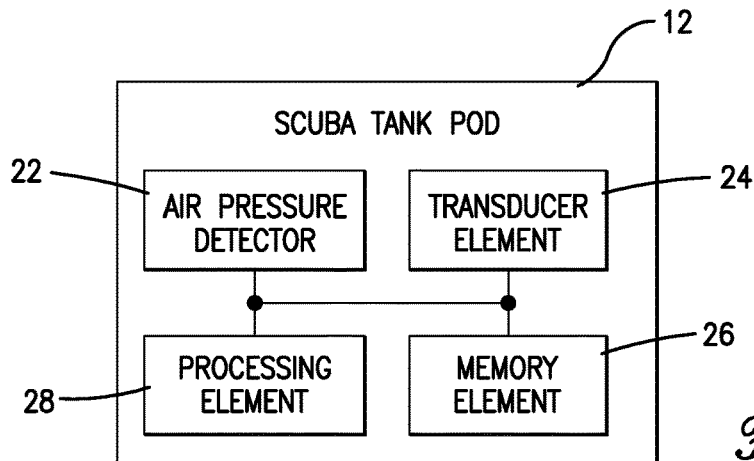 12
SCUBA TANK POD
22
AIR PRESSURE
DETECTOR
TRANSDUCER
ELEMENT
24
PROCESSING
ELEMENT
28
MEMORY
ELEMENT
26